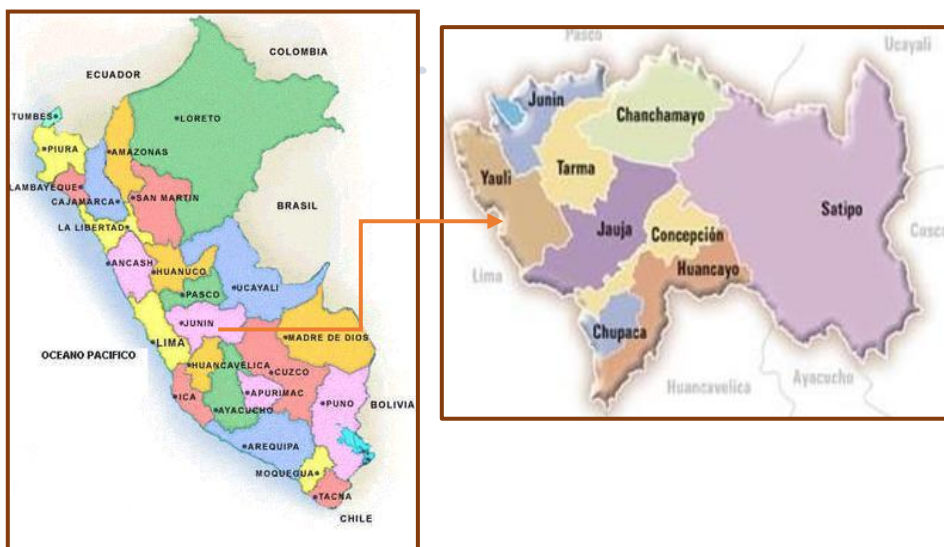 COLOMBIA
ECUADOR
TUMBES
LORETO
PIURA
AMAZONAS
LAMBAYEQUE
SAN MARTIN
CAJAMARCA
BRASIL
LA LIBERTAD
ANCASH
HUANUCO
UCAYALI
PASCO
JUNIN
LIMA
MADRE DE DIOS
OCEANO PACIFICO
HUANCAVELICA
CUZCO
ICA
APURIMAC
PUNO
AYACUCHO
BOLIVIA
AREQUIPA
MOQUEGUA
TACNA
CHILE
Pasco
Ucayali
Junin
Chanchamayo
Tarma
Yauli
Satipo
Jauja
Concepción
Cusco
Lima
Huancayo
Chupaca
Ayacucho
Huancavelica